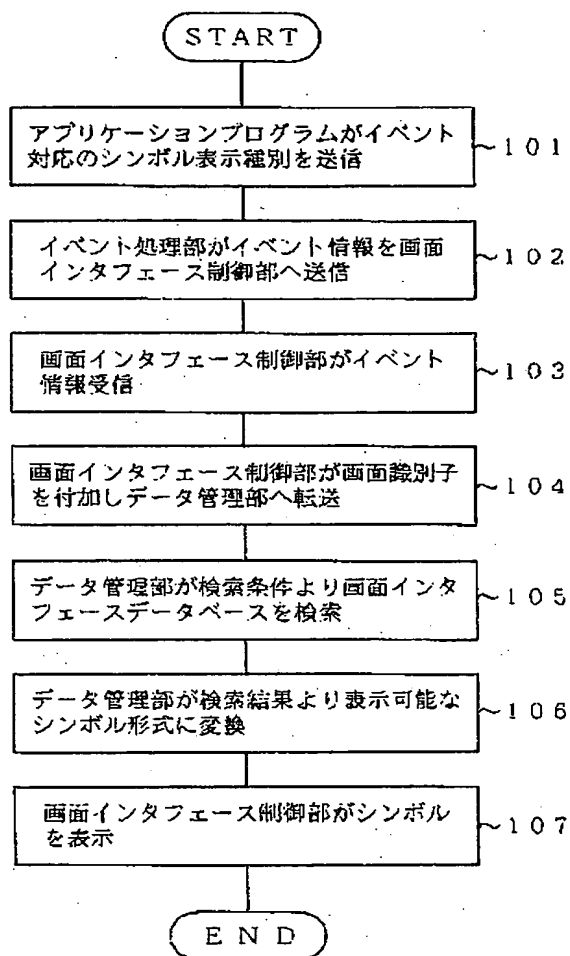 START
アプリケーションプログラムがイベント
対応のシンボル表示種別を送信
~101
イベント処理部がイベント情報を画面
インタフェース制御部へ送信
~102
画面インタフェース制御部がイベント
情報受信
~103
画面インタフェース制御部が画面識別子
を付加しデータ管理部へ転送
~104
データ管理部が検索条件より画面インタ
フェースデータベースを検索
~105
データ管理部が検索結果より表示可能な
シンボル形式に変換
~106
画面インタフェース制御部がシンボル
を表示
~107
END